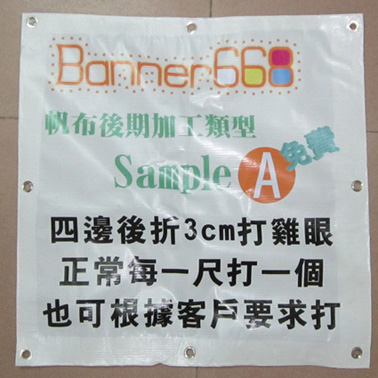 Banner668
帆布後期加工類型
免費
Sample A
四邊後折3cm打雞眼
正常每一尺打一個
也可根據客戶要求打